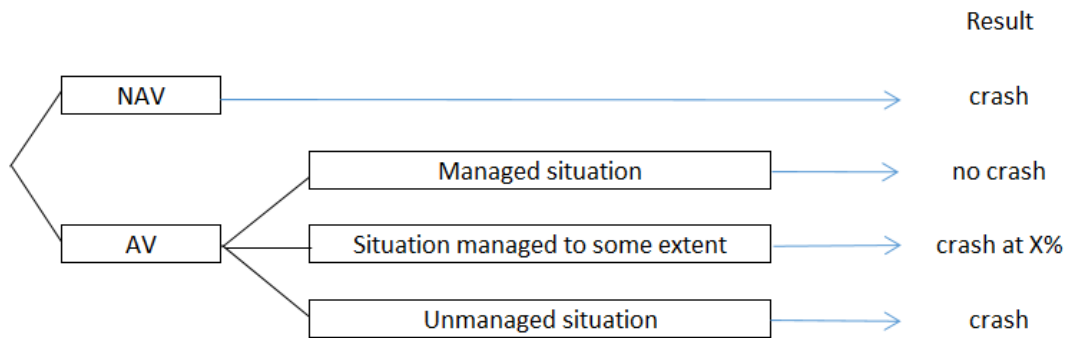 Result
NAV
crash
Managed situation
no crash
AV
Situation managed to some extent
crash at X%
Unmanaged situation
crash